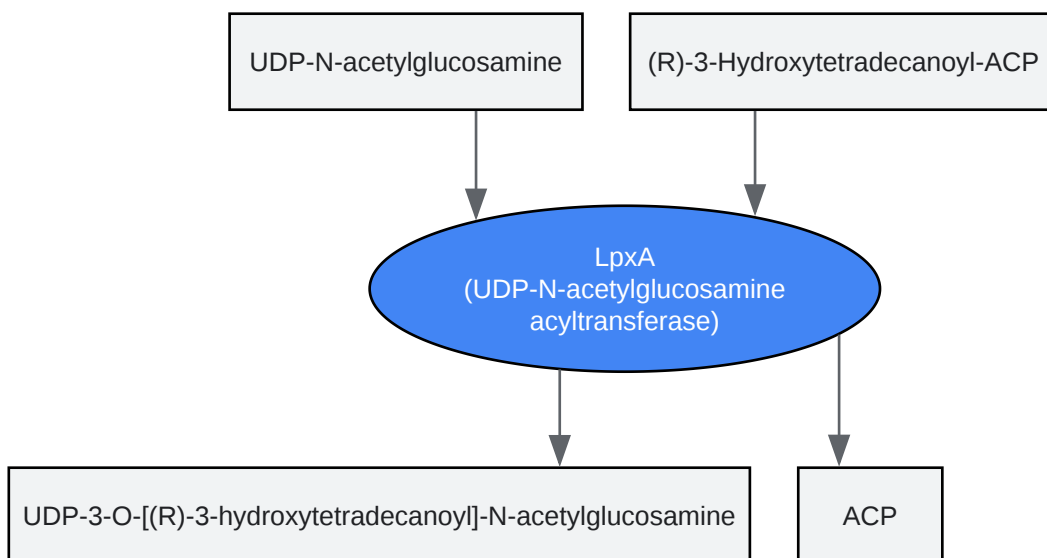 UDP-N-acetylglucosamine
(R)-3-Hydroxytetradecanoyl-ACP
LpxA
(UDP-N-acetylglucosamine
acyltransferase)
UDP-3-O-[(R)-3-hydroxytetradecanoyl]-N-acetylglucosamine
ACP